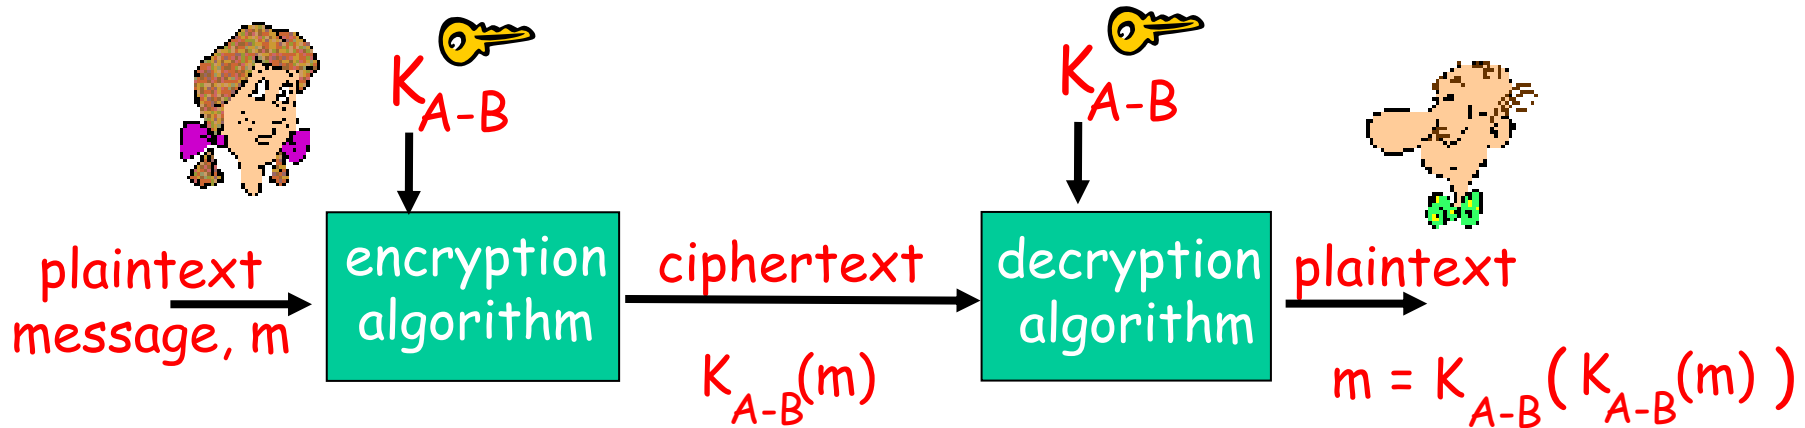 K A-B
K A-B
plaintext message, m
encryption algorithm
ciphertext
K A-B (m)
decryption algorithm
plaintext
m = K A-B ( K A-B (m) )